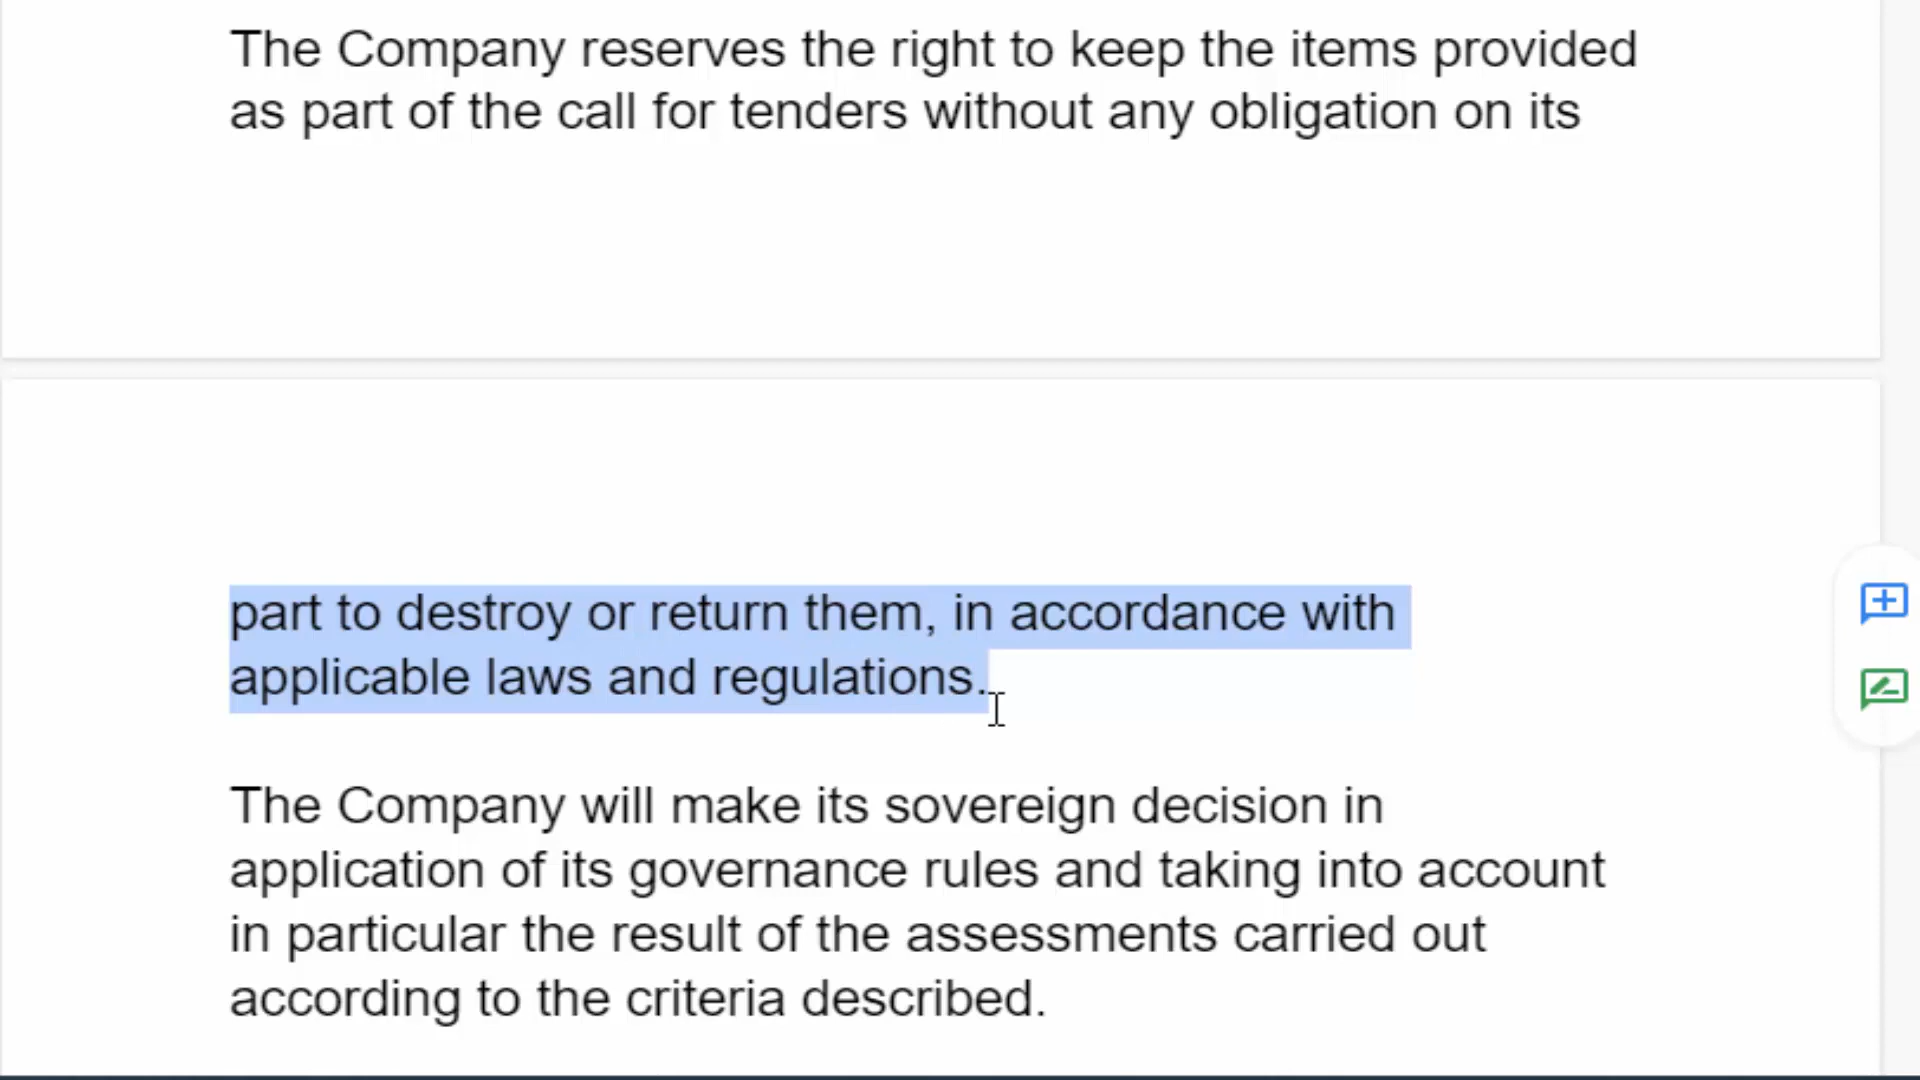 The Company reserves the right to keep the items provided
as part of the call for tenders without any obligation on its
part to destroy or return them, in accordance with
applicable laws and regulations.
The Company will make its sovereign decision in
application of its governance rules and taking into account
in particular the result of the assessments carried out
according to the criteria described.